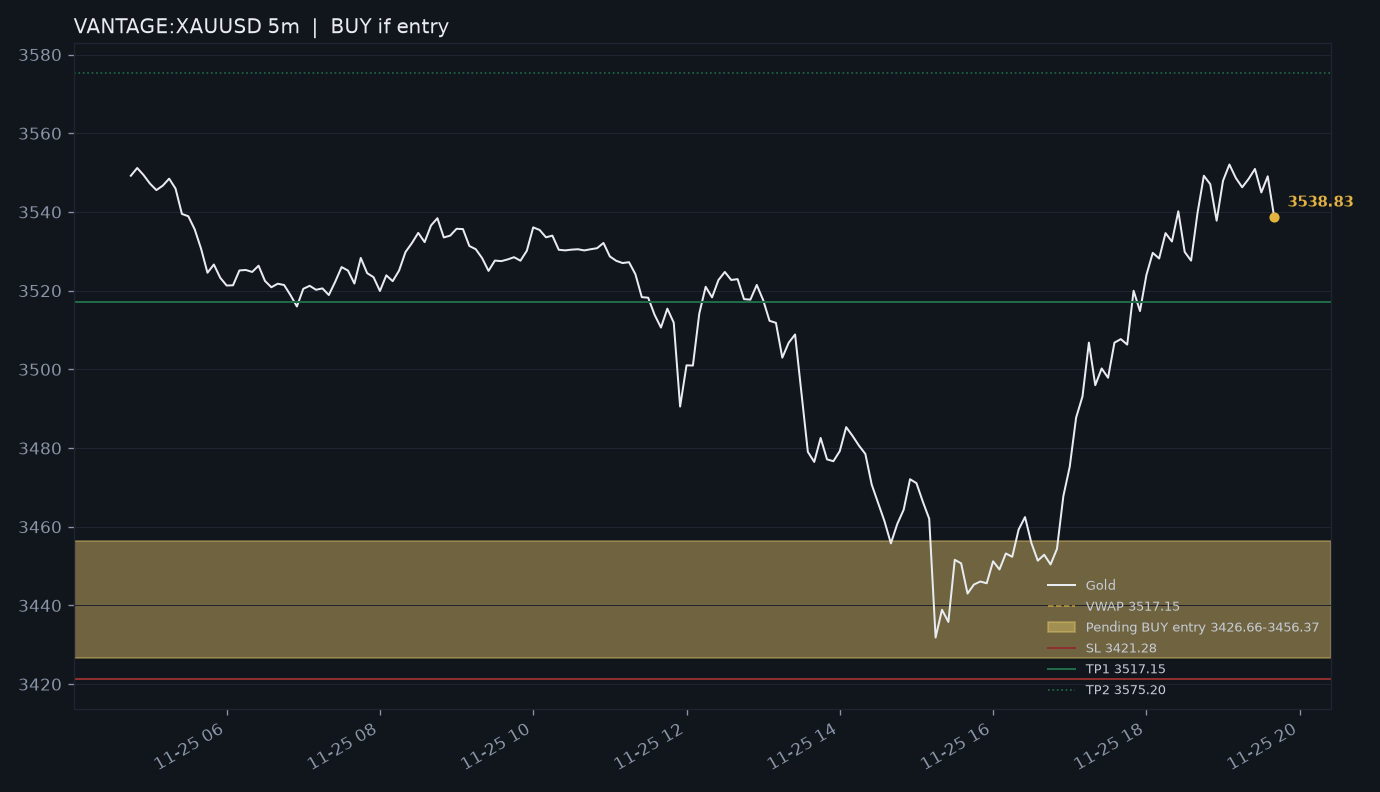 VANTAGE:XAUUSD 5m | BUY if entry
3580
3560
3540
3520
3500
3480
3460
3440
3420
3538.83
Gold
VWAP 3517.15
Pending BUY entry 3426.66-3456.37
SL 3421.28
TP1 3517.15
TP2 3575.20
11-25 06
11-25 08
11-25 10
11-25 12
11-25 14
11-25 16
11-25 18
11-25 20